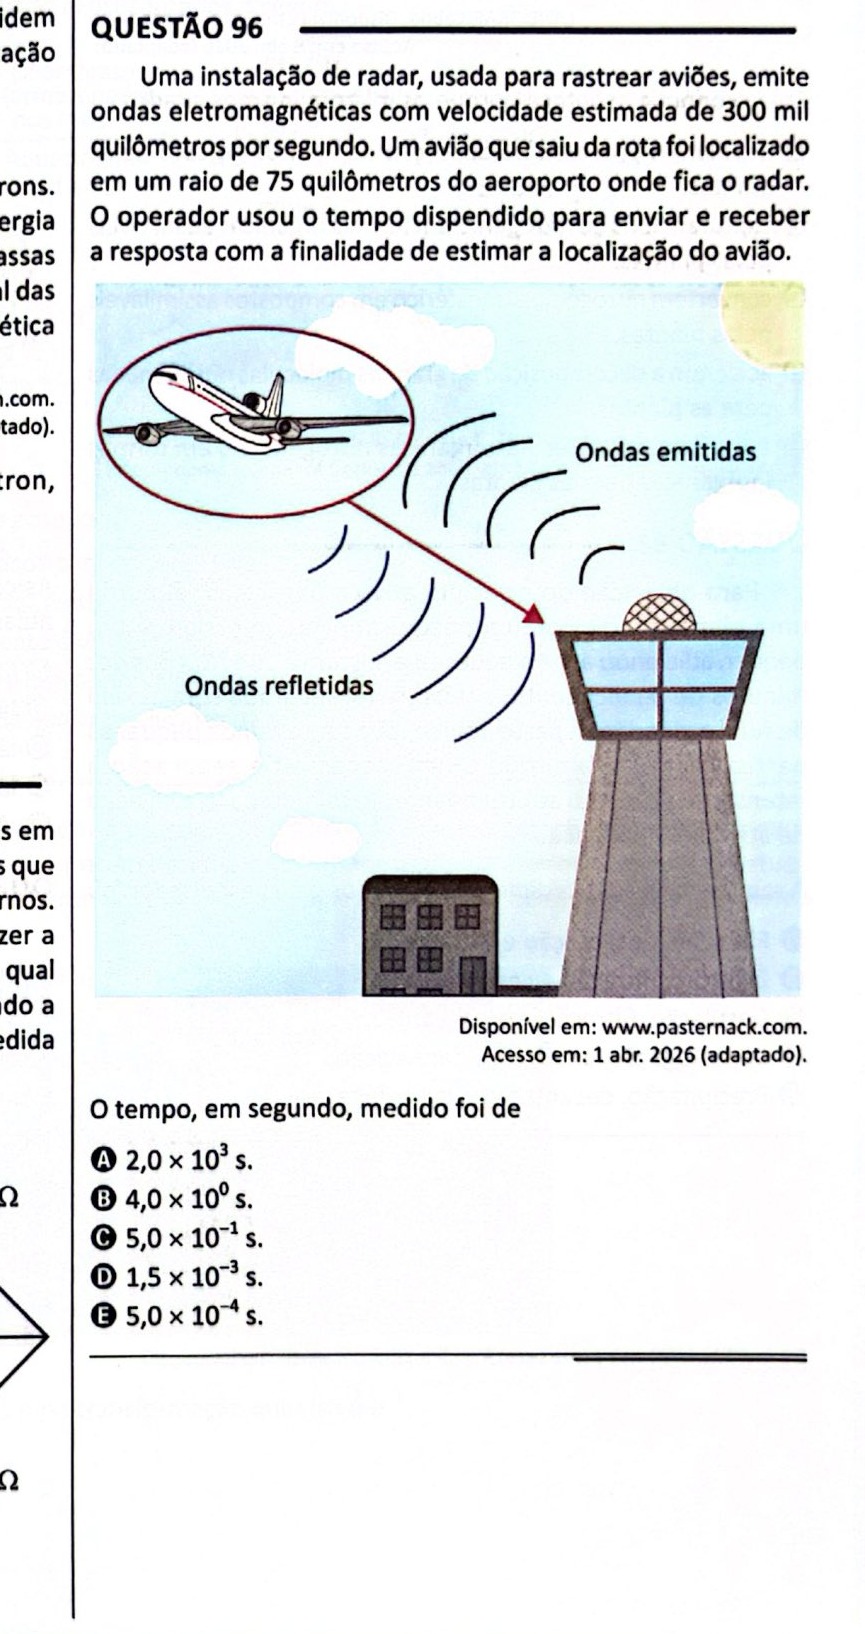 idem
ação
rons.
ergia
assas
l das
ética
.com.
tado).
tron,
s em
s que
rnos.
zer a
qual
do a
edida
Ω
Ω
QUESTÃO 96
Uma instalação de radar, usada para rastrear aviões, emite
ondas eletromagnéticas com velocidade estimada de 300 mil
quilômetros por segundo. Um avião que saiu da rota foi localizado
em um raio de 75 quilômetros do aeroporto onde fica o radar.
O operador usou o tempo dispendido para enviar e receber
a resposta com a finalidade de estimar a localização do avião.
Ondas emitidas
Ondas refletidas
Disponível em: www.pasternack.com.
Acesso em: 1 abr. 2026 (adaptado).
O tempo, em segundo, medido foi de
A 2,0 × 10³ s.
B 4,0 × 10⁰ s.
C 5,0 × 10⁻¹ s.
D 1,5 × 10⁻³ s.
E 5,0 × 10⁻⁴ s.